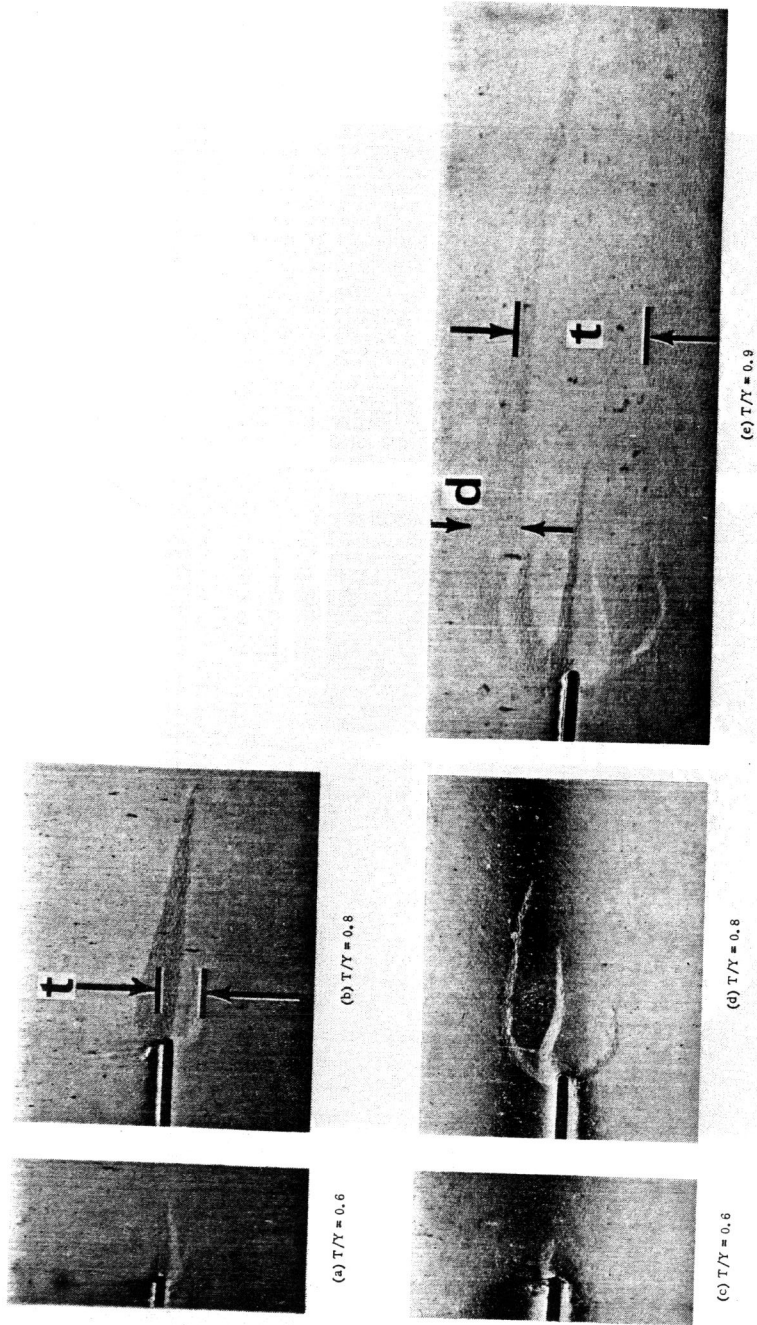 t
(a) T/Y = 0.6
(b) T/Y = 0.8
d
t
(c) T/Y = 0.6
(d) T/Y = 0.8
(e) T/Y = 0.9